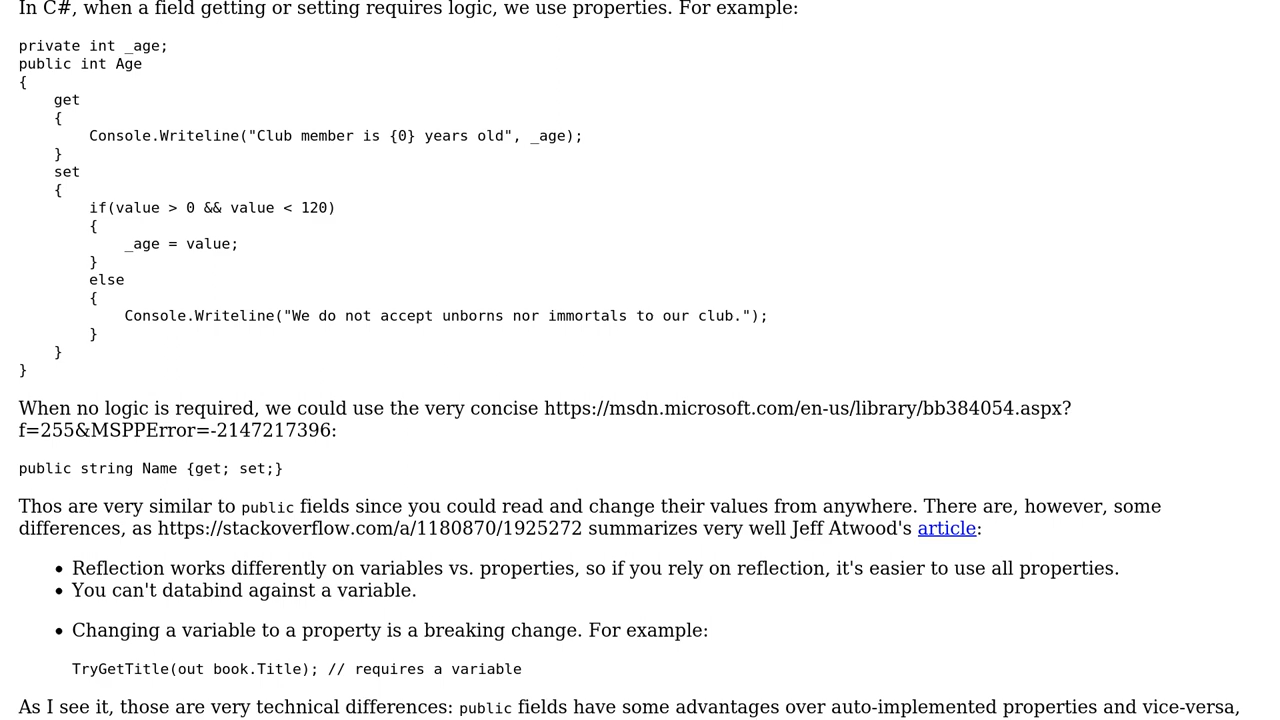 In C#, when a field getting or setting requires logic, we use properties. For example:
private int _age;
public int Age
{
    get
    {
        Console.Writeline("Club member is {0} years old", _age);
    }
    set
    {
        if(value > 0 && value < 120)
        {
            _age = value;
        }
        else
        {
            Console.Writeline("We do not accept unborns nor immortals to our club.");
        }
    }
}
When no logic is required, we could use the very concise https://msdn.microsoft.com/en-us/library/bb384054.aspx?
f=255&MSPPError=-2147217396:
public string Name {get; set;}
Thos are very similar to public fields since you could read and change their values from anywhere. There are, however, some
differences, as https://stackoverflow.com/a/1180870/1925272 summarizes very well Jeff Atwood's article:
• Reflection works differently on variables vs. properties, so if you rely on reflection, it's easier to use all properties.
• You can't databind against a variable.
• Changing a variable to a property is a breaking change. For example:
TryGetTitle(out book.Title); // requires a variable
As I see it, those are very technical differences: public fields have some advantages over auto-implemented properties and vice-versa,